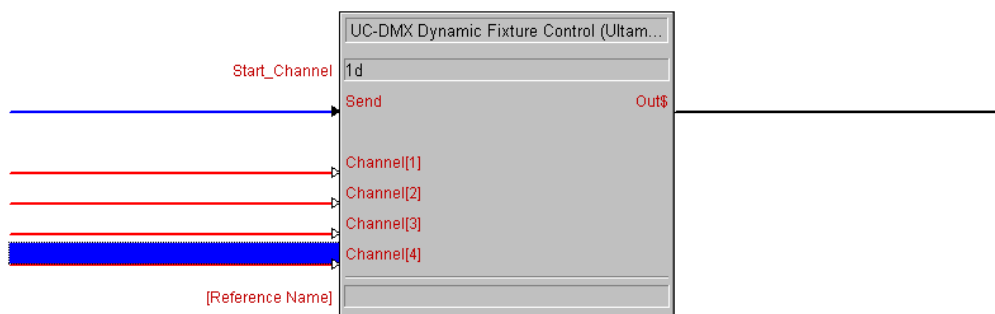 UC-DMX Dynamic Fixture Control (Ultam...
Start_Channel 1d
Send Out$
Channel[1]
Channel[2]
Channel[3]
Channel[4]
[Reference Name]